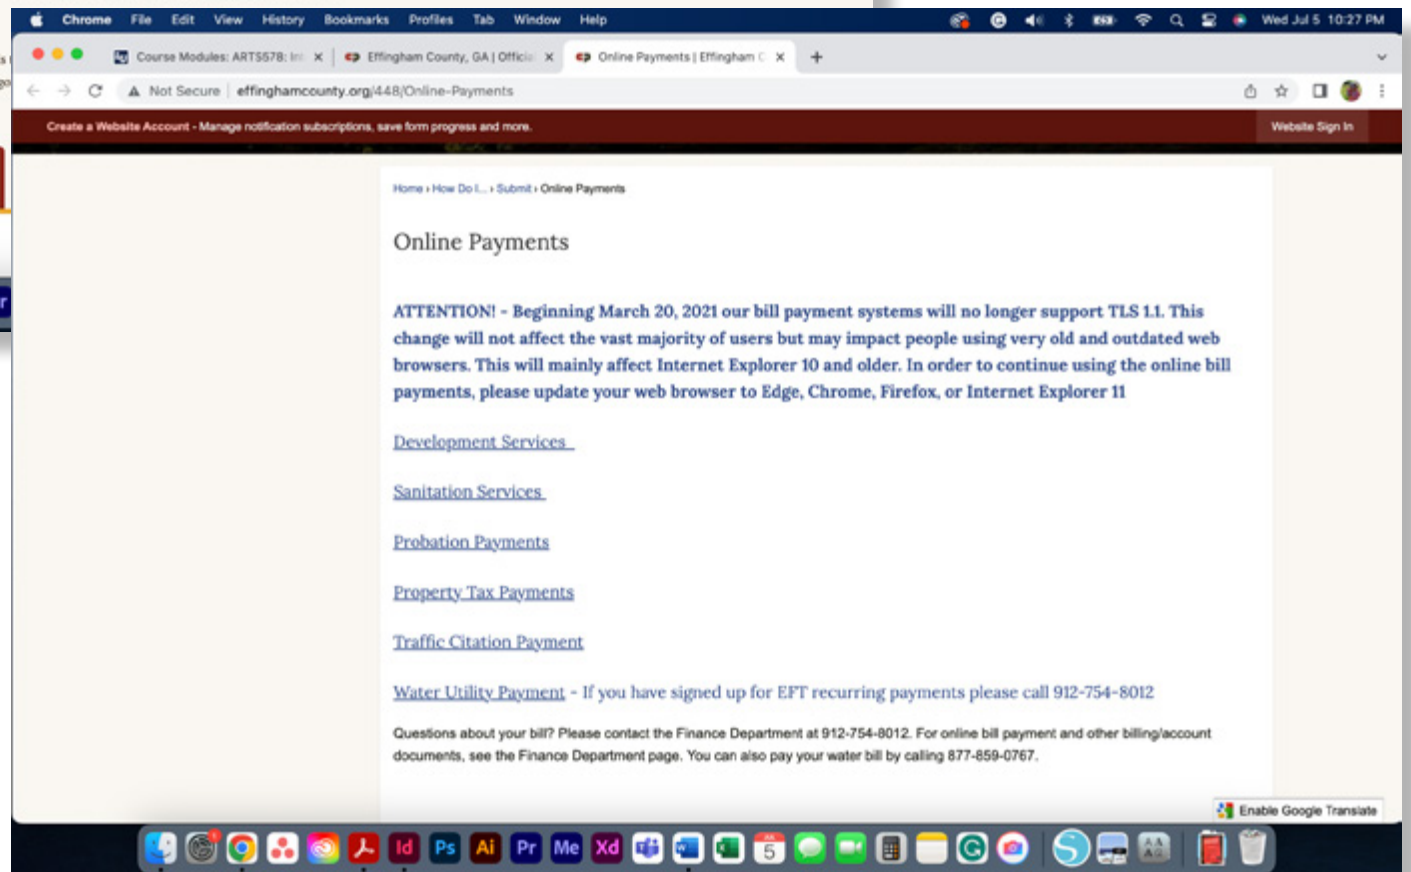 Chrome File Edit View History Bookmarks Profiles Tab Window Help Wed Jul 5 10:27 PM
Course Modules: ARTS578: Int Effingham County, GA | Official Online Payments | Effingham C
Not Secure effinghamcounty.org/448/Online-Payments
Create a Website Account - Manage notification subscriptions, save form progress and more. Website Sign In
Home › How Do I... › Submit › Online Payments
Online Payments
ATTENTION! - Beginning March 20, 2021 our bill payment systems will no longer support TLS 1.1. This
change will not affect the vast majority of users but may impact people using very old and outdated web
browsers. This will mainly affect Internet Explorer 10 and older. In order to continue using the online bill
payments, please update your web browser to Edge, Chrome, Firefox, or Internet Explorer 11
Development Services
Sanitation Services
Probation Payments
Property Tax Payments
Traffic Citation Payment
Water Utility Payment - If you have signed up for EFT recurring payments please call 912-754-8012
Questions about your bill? Please contact the Finance Department at 912-754-8012. For online bill payment and other billing/account
documents, see the Finance Department page. You can also pay your water bill by calling 877-859-0767.
Enable Google Translate
Id Ps Ai Pr Me Xd 5